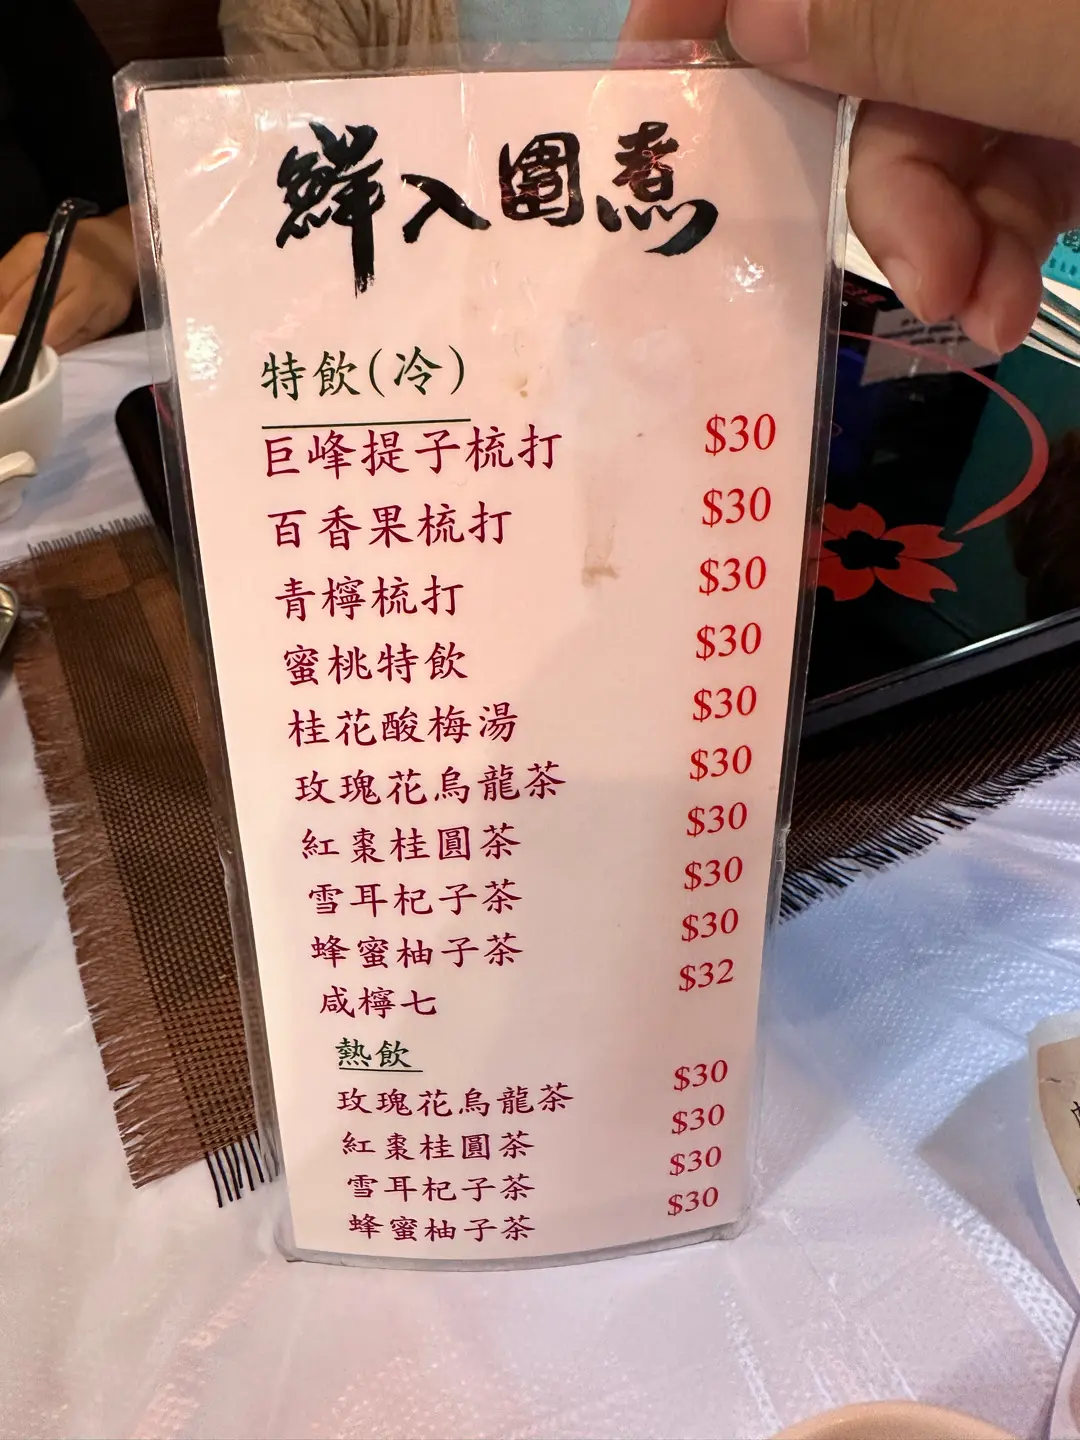 鮮入圍煮
特飲(冷)
巨峰提子梳打 $30
百香果梳打 $30
青檸梳打 $30
蜜桃特飲 $30
桂花酸梅湯 $30
玫瑰花烏龍茶 $30
紅棗桂圓茶 $30
雪耳杞子茶 $30
蜂蜜柚子茶 $30
咸檸七 $32
熱飲
玫瑰花烏龍茶 $30
紅棗桂圓茶 $30
雪耳杞子茶 $30
蜂蜜柚子茶 $30